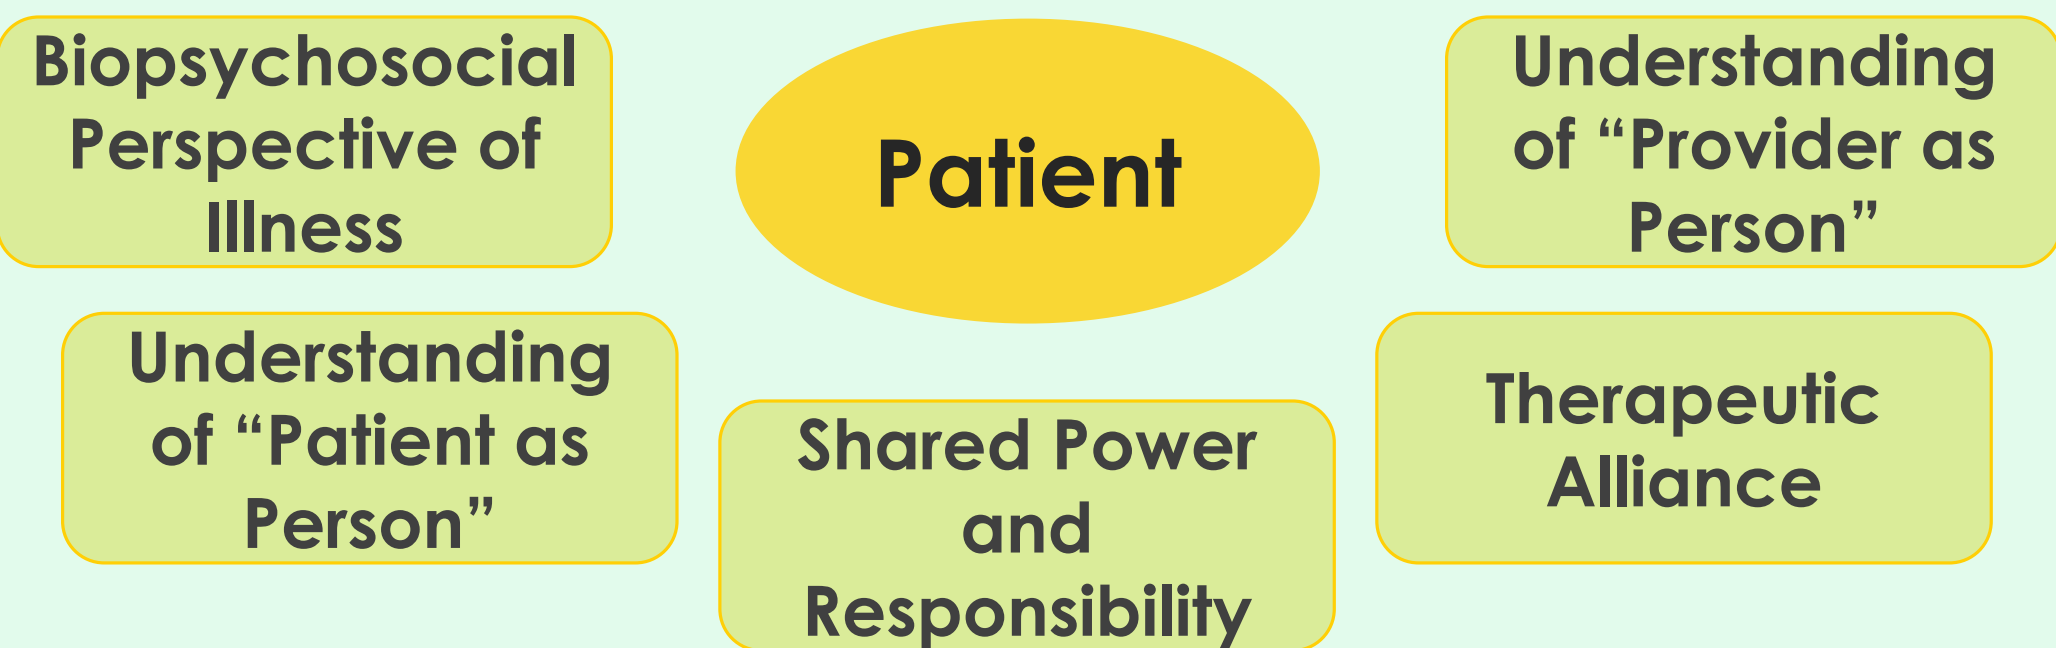 Biopsychosocial
Perspective of
Illness
Patient
Understanding
of “Provider as
Person”
Understanding
of “Patient as
Person”
Shared Power
and
Responsibility
Therapeutic
Alliance